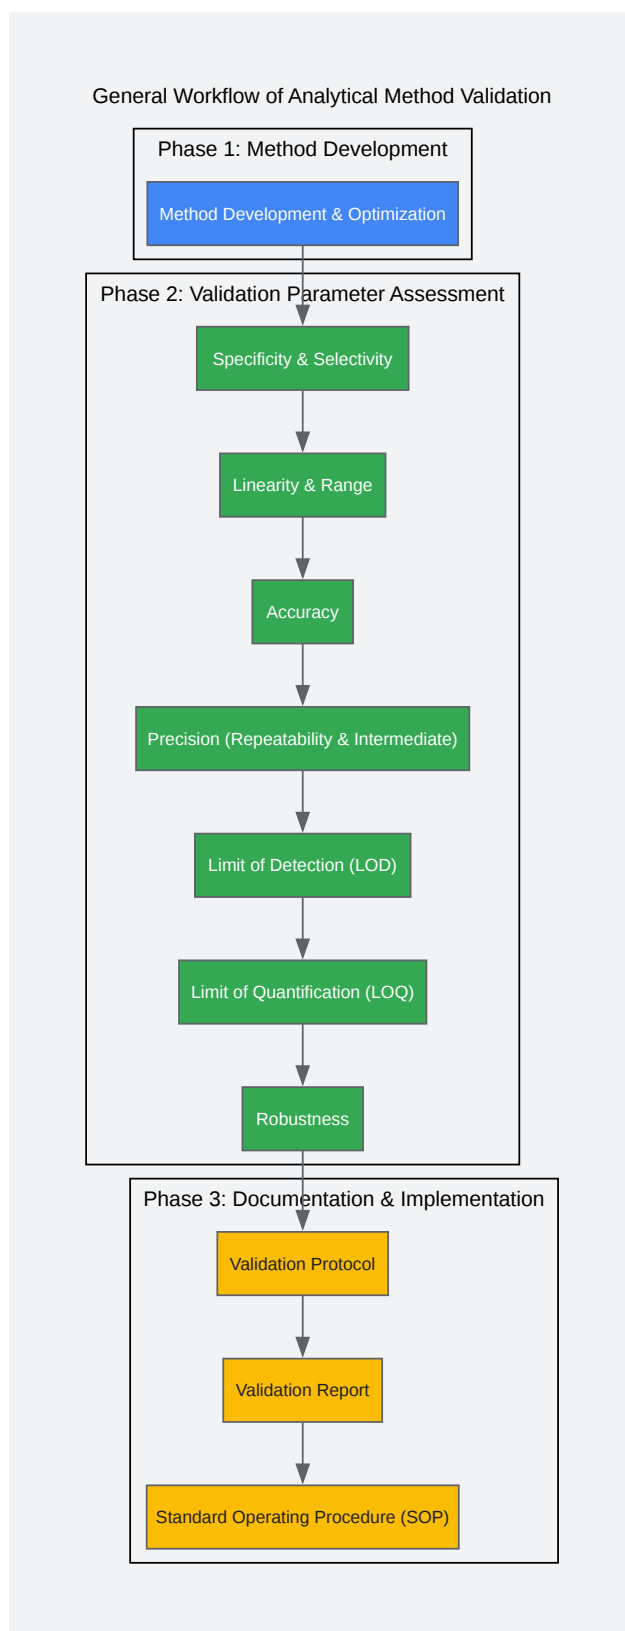 General Workflow of Analytical Method Validation
Phase 1: Method Development
Method Development & Optimization
Phase 2: Validation Parameter Assessment
Specificity & Selectivity
Linearity & Range
Accuracy
Precision (Repeatability & Intermediate)
Limit of Detection (LOD)
Limit of Quantification (LOQ)
Robustness
Phase 3: Documentation & Implementation
Validation Protocol
Validation Report
Standard Operating Procedure (SOP)